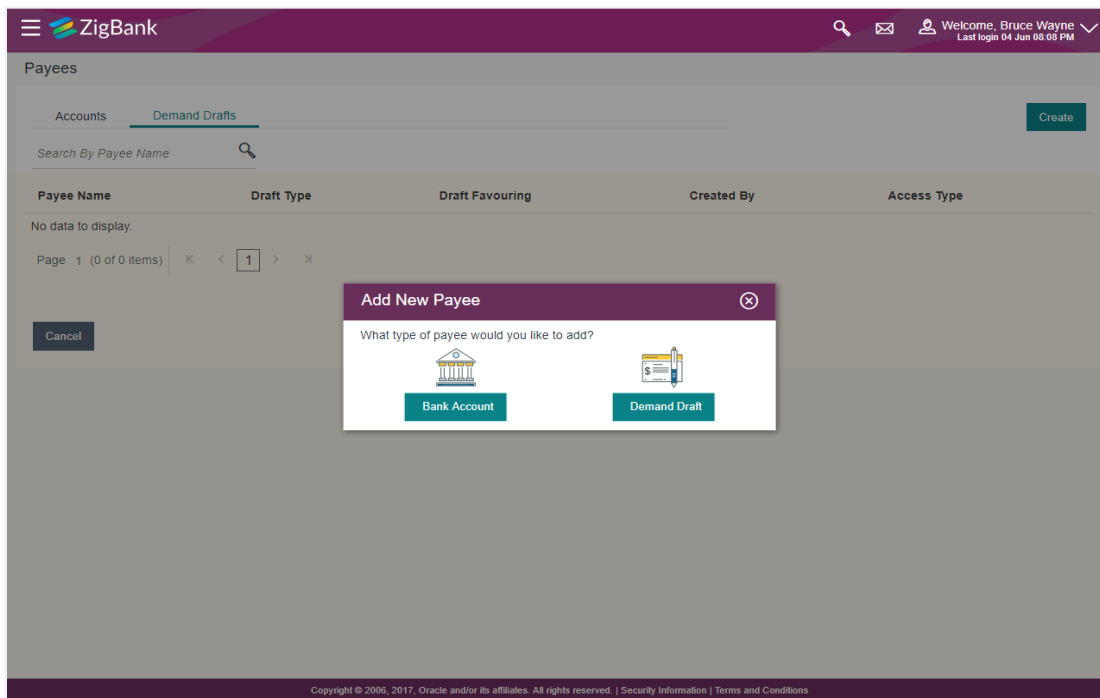 ZigBank
Welcome, Bruce Wayne
Last login 04 Jun 08:08 PM
Payees
Accounts Demand Drafts Create
Search By Payee Name
Payee Name Draft Type Draft Favouring Created By Access Type
No data to display.
Page 1 (0 of 0 items) K < 1 > >|
Add New Payee
What type of payee would you like to add?
$
Bank Account Demand Draft
Cancel
Copyright © 2006, 2017, Oracle and/or its affiliates. All rights reserved. | Security Information | Terms and Conditions